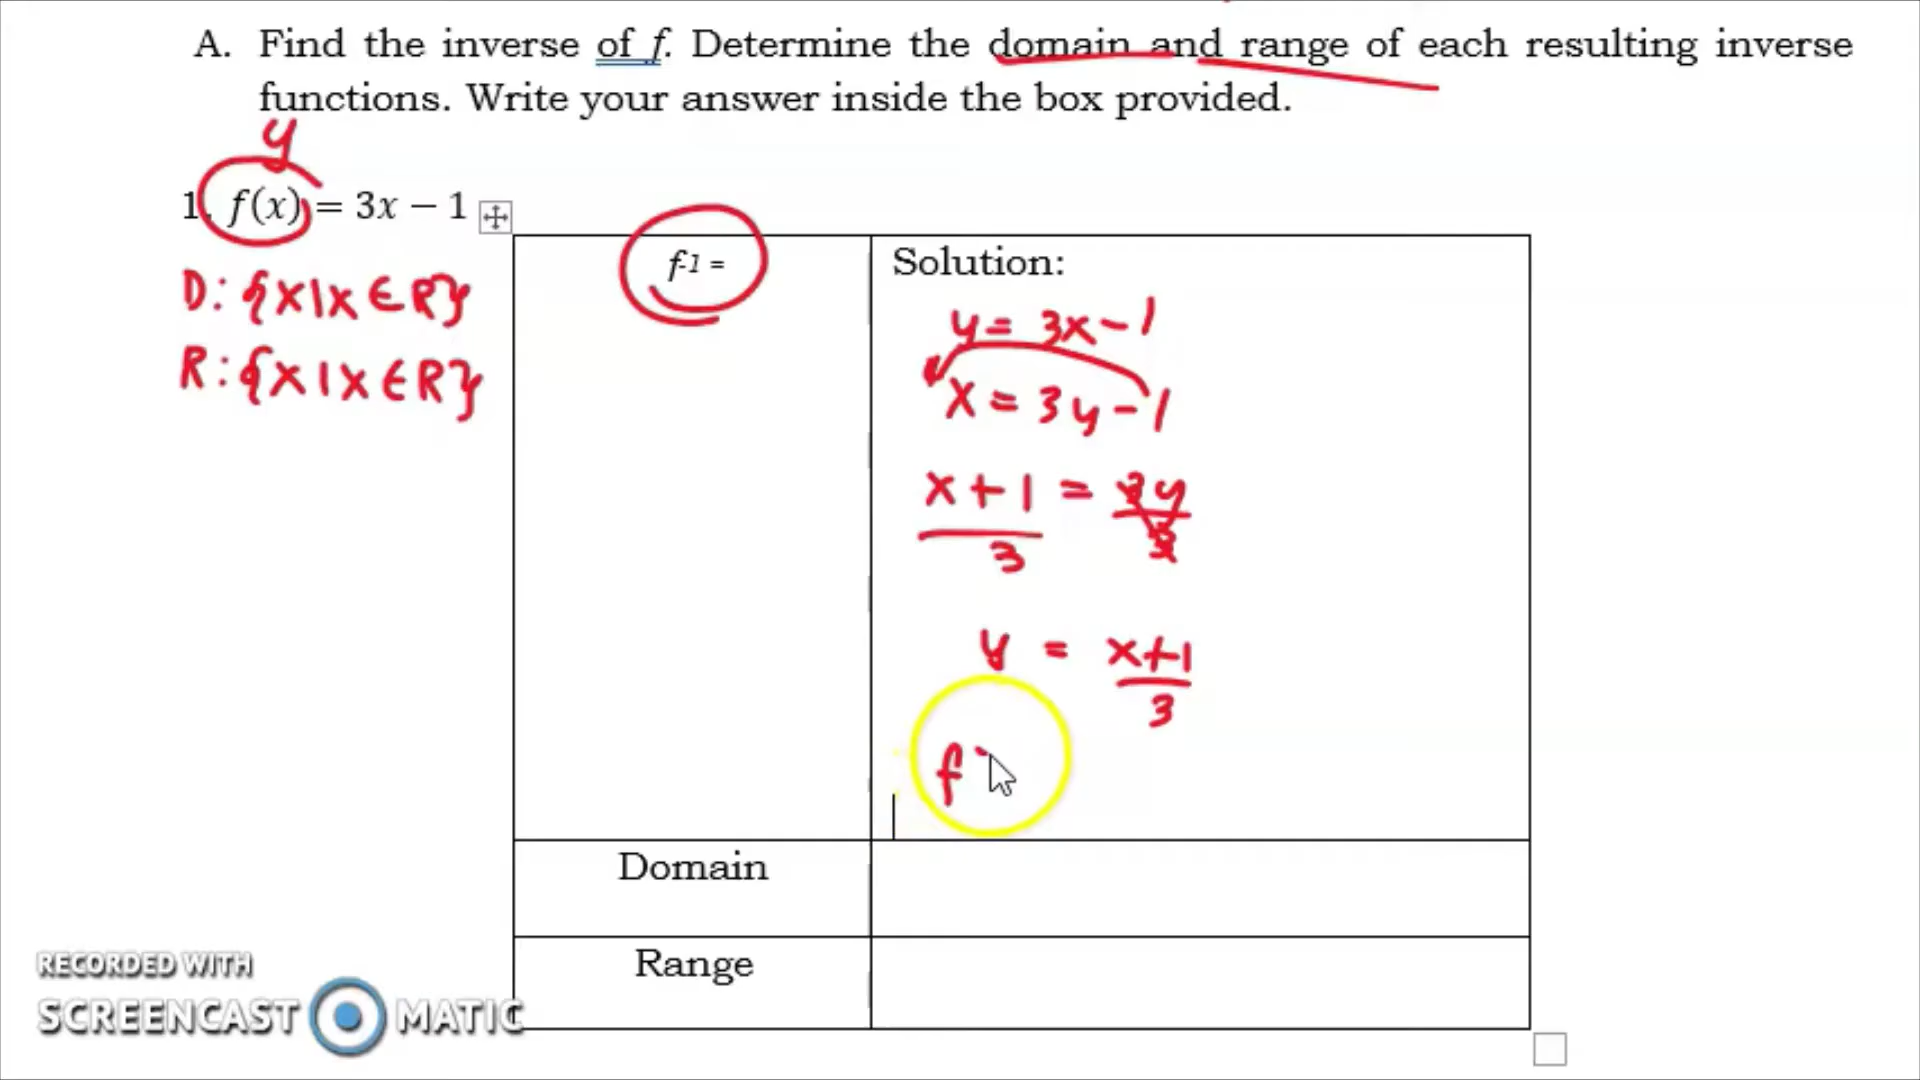 A. Find the inverse of f. Determine the domain and range of each resulting inverse
functions. Write your answer inside the box provided.
y
1. f(x) = 3x − 1
D: {x|x ∈ R}
R: {x|x ∈ R}
f-1 =
Solution:
y = 3x - 1
x = 3y - 1
x + 1 = 3y
3 3
y = x+1
3
f -
Domain
Range
RECORDED WITH
SCREENCAST MATIC